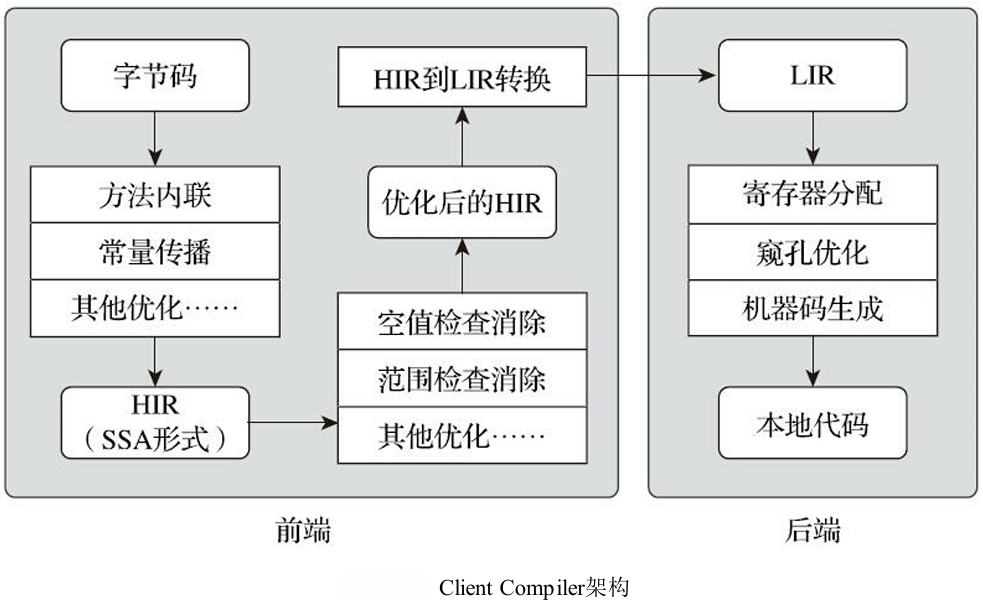 字节码
方法内联
常量传播
其他优化……
HIR
（SSA形式）
空值检查消除
范围检查消除
其他优化……
优化后的HIR
HIR到LIR转换
前端
LIR
寄存器分配
窥孔优化
机器码生成
本地代码
后端
Client Compiler架构